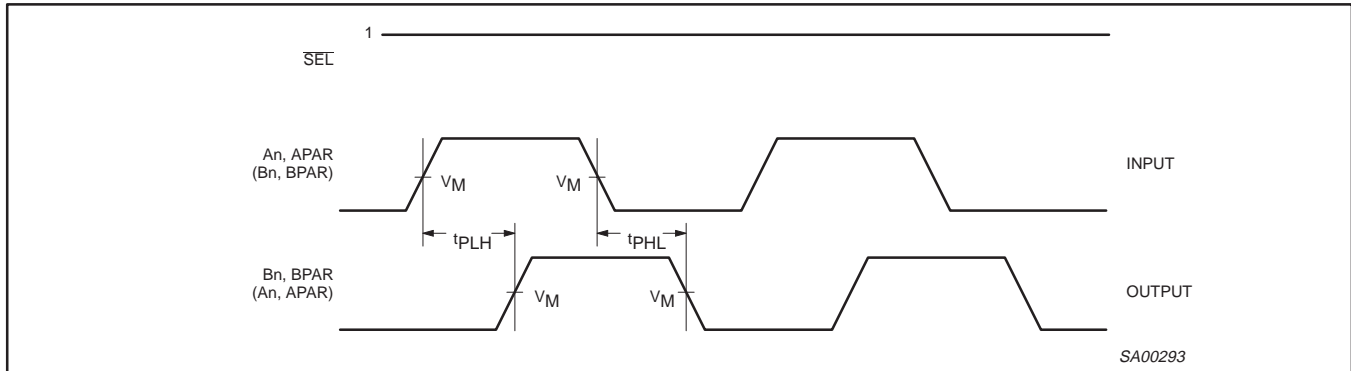 1
SEL
An, APAR
(Bn, BPAR)
VM
VM
INPUT
tPLH
tPHL
Bn, BPAR
(An, APAR)
VM
VM
OUTPUT
SA00293